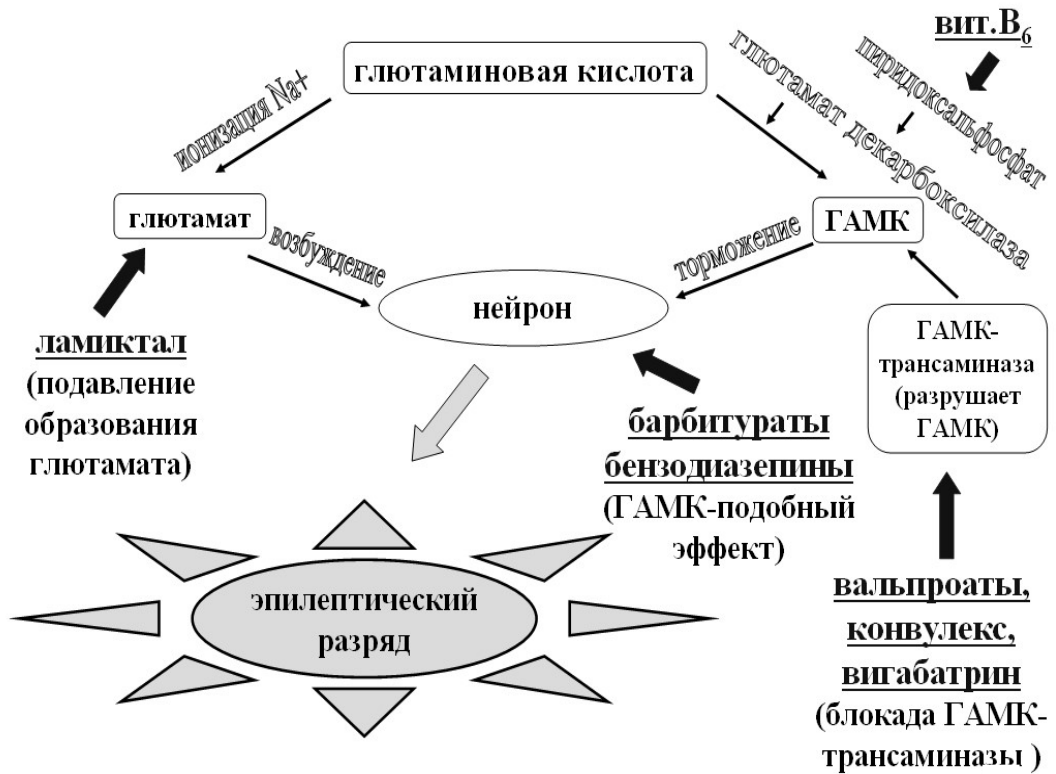 вит.В6
глютаминовая кислота
ионизация Na+
глютамат декарбоксилаза
пиридоксальфосфат
глютамат
ГАМК
возбуждение
торможение
нейрон
ламиктал
(подавление
образования
глютамата)
ГАМК-
трансаминаза
(разрушает
ГАМК)
барбитураты
бензодиазепины
(ГАМК-подобный
эффект)
эпилептический
разряд
вальпроаты,
конвулекс,
вигабатрин
(блокада ГАМК-
трансаминазы )